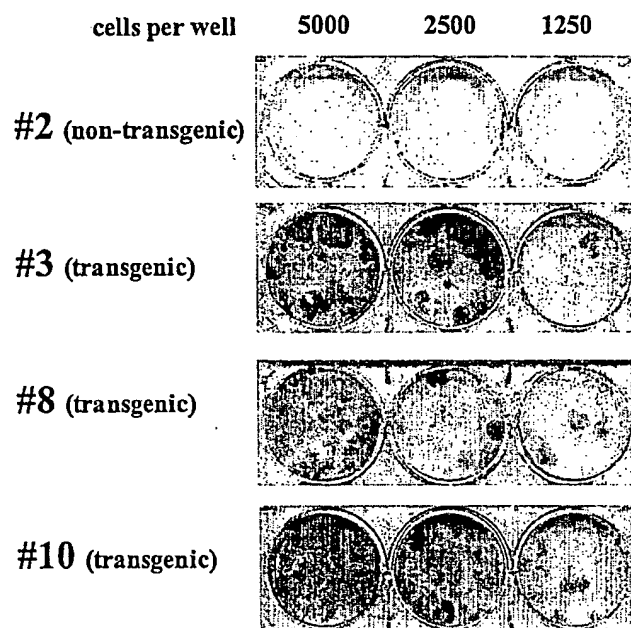 cells per well 5000 2500 1250
#2 (non-transgenic)
#3 (transgenic)
#8 (transgenic)
#10 (transgenic)